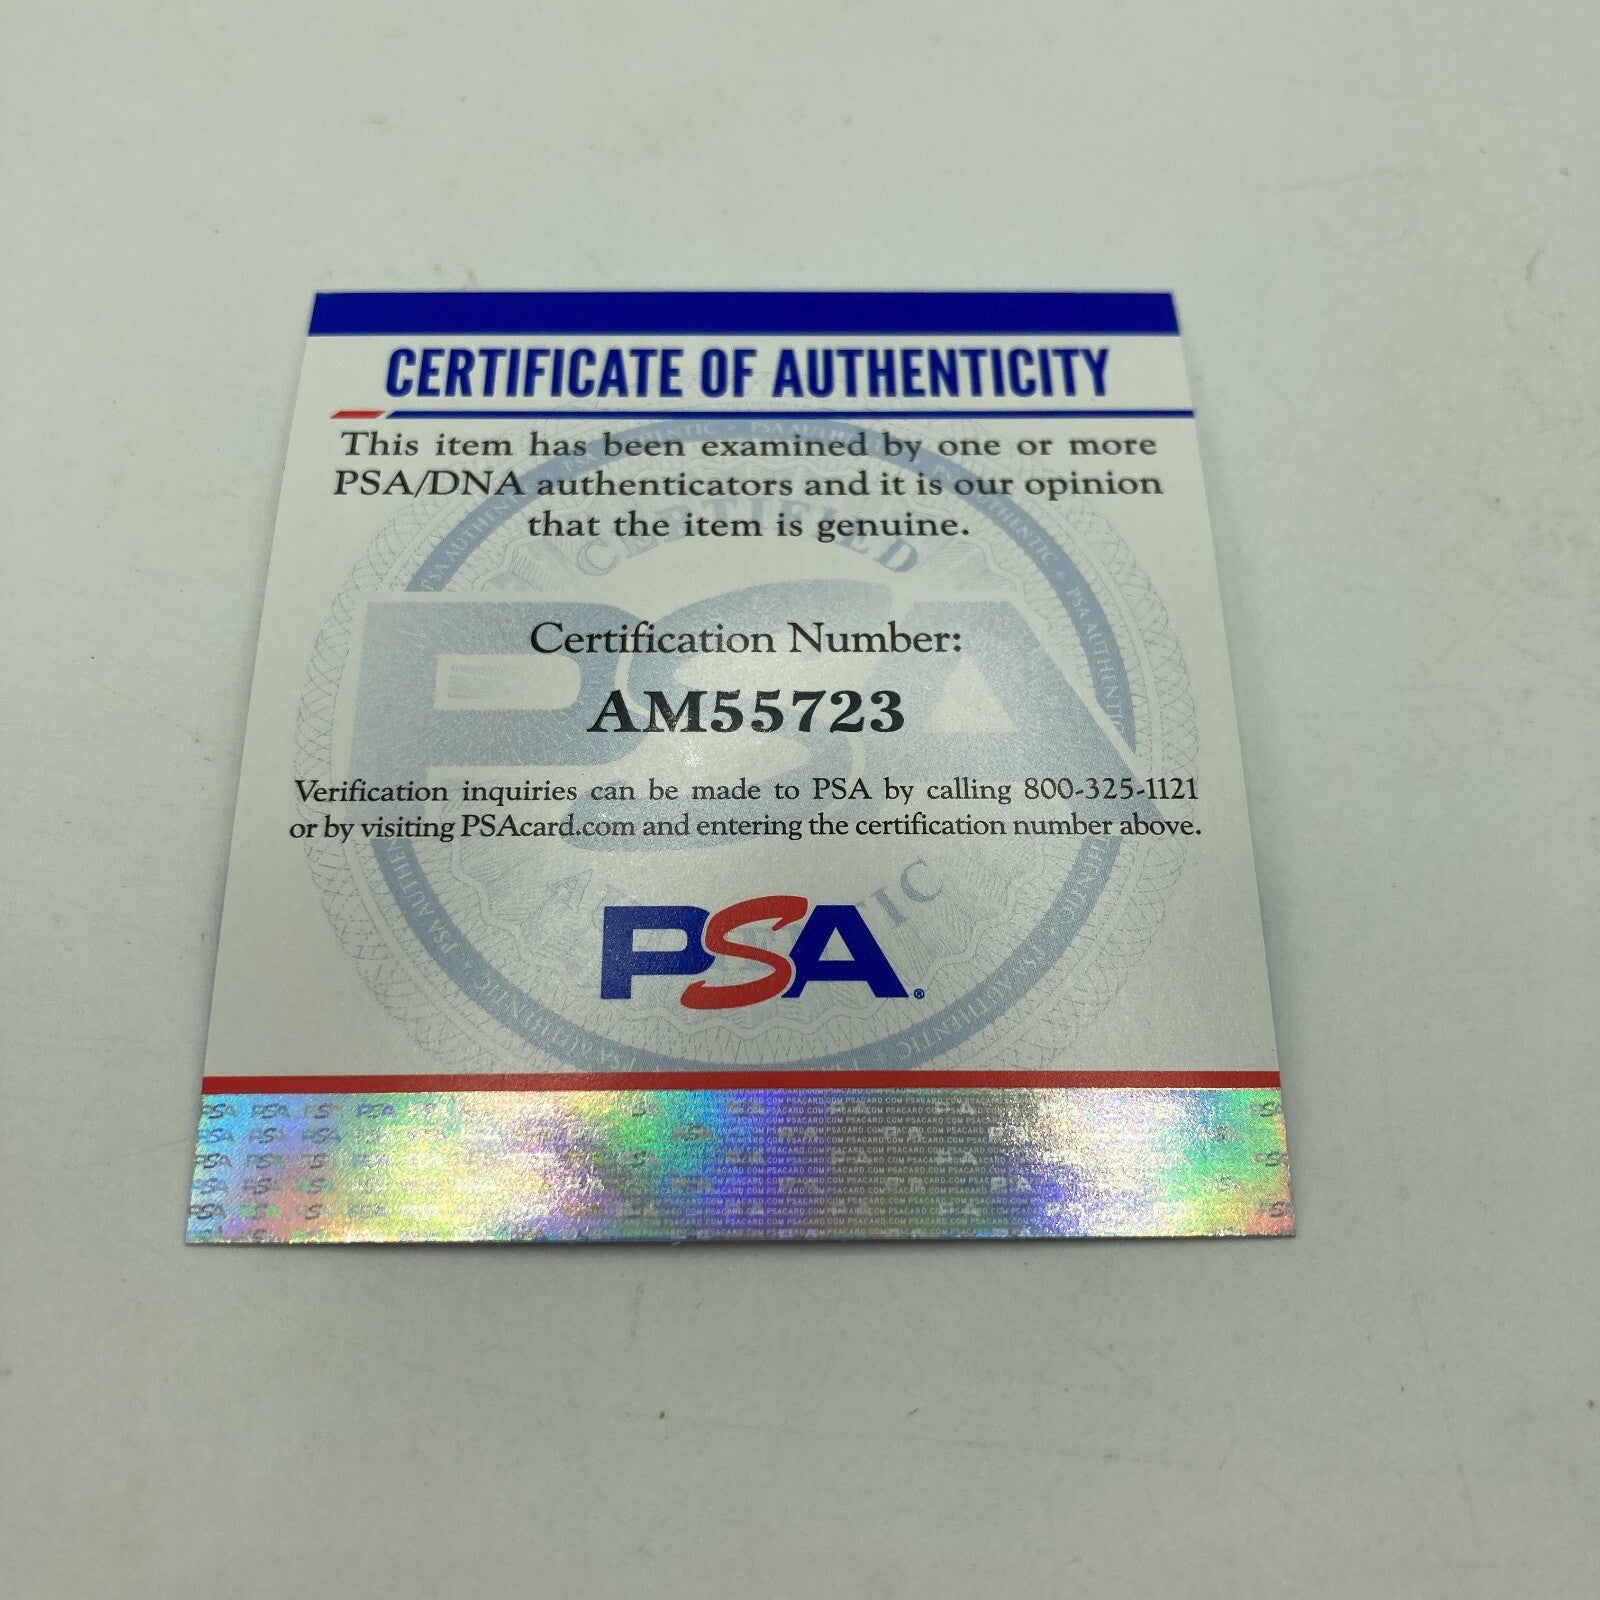 CERTIFICATE OF AUTHENTICITY
This item has been examined by one or more
PSA/DNA authenticators and it is our opinion
that the item is genuine.
CERTIFIED
PSA
Certification Number:
AM55723
Verification inquiries can be made to PSA by calling 800-325-1121
or by visiting PSAcard.com and entering the certification number above.
PSA®